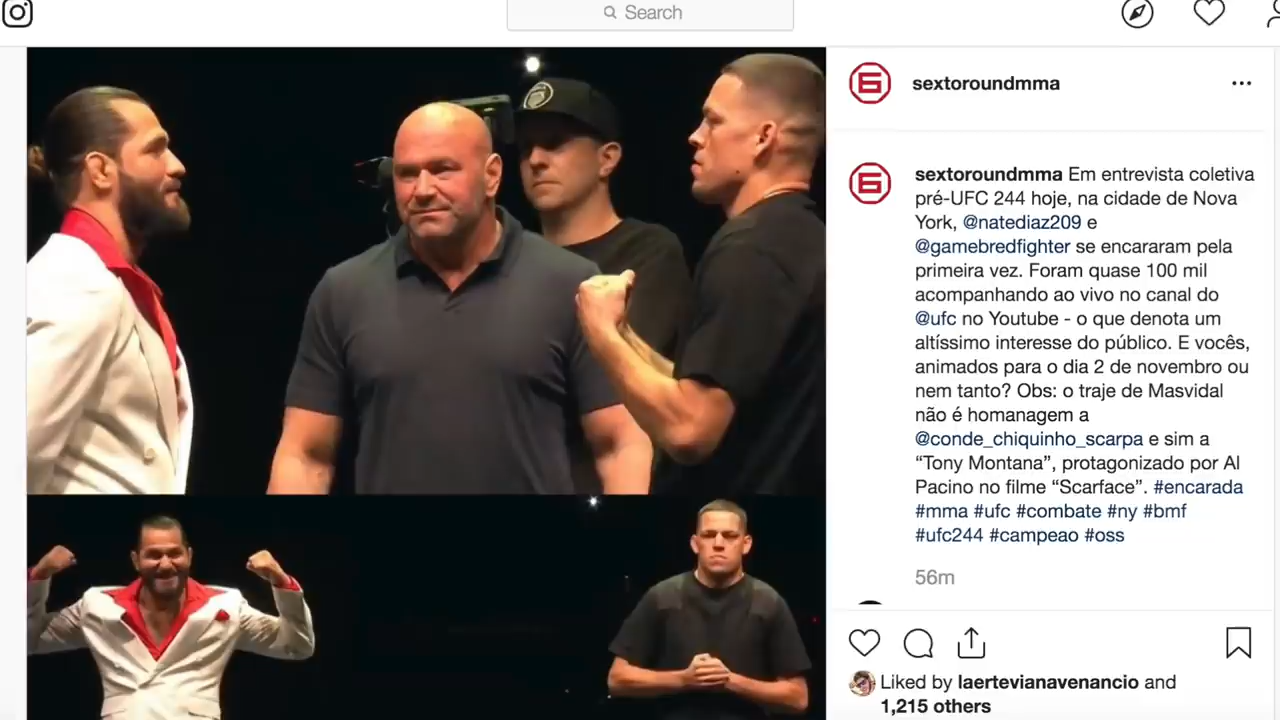 Search
sextoroundmma
sextoroundmma Em entrevista coletiva
pré-UFC 244 hoje, na cidade de Nova
York, @natediaz209 e
@gamebredfighter se encararam pela
primeira vez. Foram quase 100 mil
acompanhando ao vivo no canal do
@ufc no Youtube - o que denota um
altíssimo interesse do público. E vocês,
animados para o dia 2 de novembro ou
nem tanto? Obs: o traje de Masvidal
não é homanagem a
@conde_chiquinho_scarpa e sim a
“Tony Montana”, protagonizado por Al
Pacino no filme “Scarface”. #encarada
#mma #ufc #combate #ny #bmf
#ufc244 #campeao #oss
56m
Liked by laertevianavenancio and
1,215 others